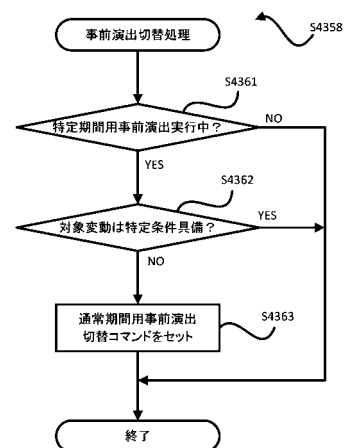 事前演出切替処理
S4358
S4361
特定期間用事前演出実行中？
NO
YES
S4362
対象変動は特定条件具備？
YES
NO
S4363
通常期間用事前演出
切替コマンドをセット
終了